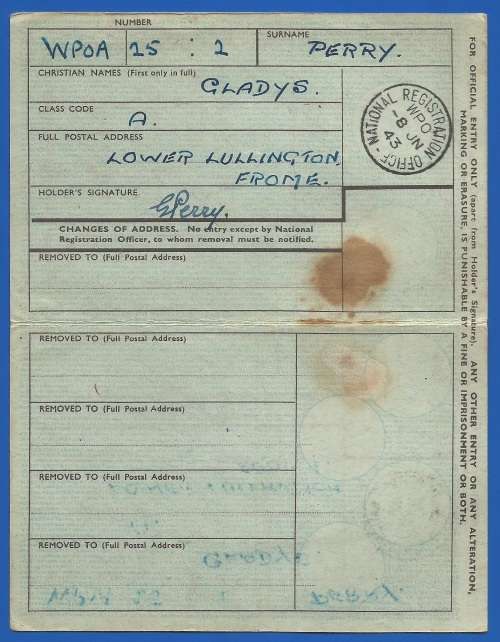 NUMBER
WPOA 25 : 2
SURNAME
PERRY.
CHRISTIAN NAMES (First only in full)
GLADYS.
CLASS CODE
A.
FULL POSTAL ADDRESS
LOWER LULLINGTON,
FROME.
HOLDER'S SIGNATURE
GPerry.
CHANGES OF ADDRESS. No entry except by National
Registration Officer, to whom removal must be notified.
REMOVED TO (Full Postal Address)
REMOVED TO (Full Postal Address)
REMOVED TO (Full Postal Address)
REMOVED TO (Full Postal Address)
REMOVED TO (Full Postal Address)
NATIONAL REGISTRATION OFFICE
WPO
-8 JN
43
FOR OFFICIAL ENTRY ONLY (apart from Holder's Signature). ANY OTHER ENTRY OR ANY ALTERATION,
MARKING OR ERASURE, IS PUNISHABLE BY A FINE OR IMPRISONMENT OR BOTH.